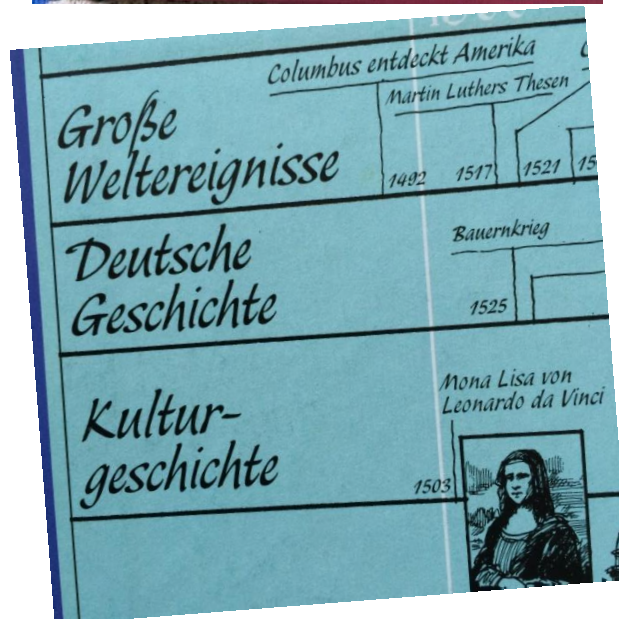 Columbus entdeckt Amerika
Martin Luthers Thesen
Große
Weltereignisse
1492 1517 1521
Bauernkrieg
Deutsche
Geschichte
1525
Mona Lisa von
Leonardo da Vinci
Kultur-
geschichte
1503